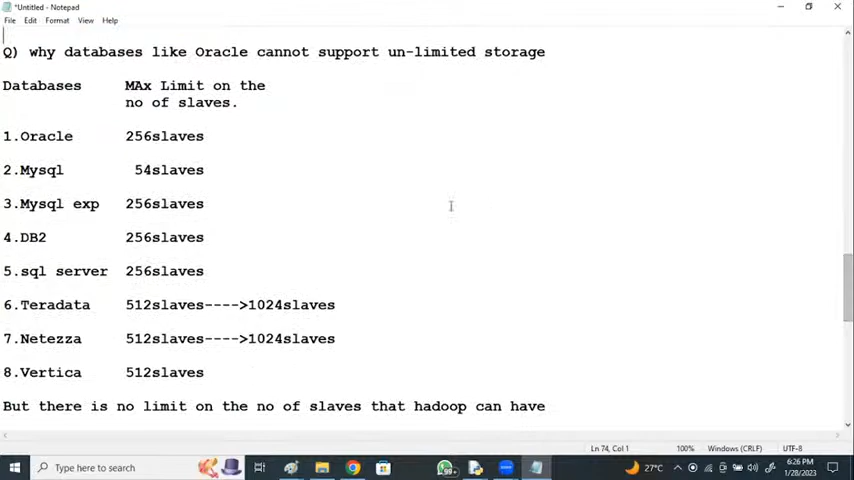 *Untitled - Notepad
File Edit Format View Help
Q) why databases like Oracle cannot support un-limited storage
Databases MAx Limit on the
no of slaves.
1.Oracle 256slaves
2.Mysql 54slaves
3.Mysql exp 256slaves
4.DB2 256slaves
5.sql server 256slaves
6.Teradata 512slaves---->1024slaves
7.Netezza 512slaves---->1024slaves
8.Vertica 512slaves
But there is no limit on the no of slaves that hadoop can have
Ln 74, Col 1 100% Windows (CRLF) UTF-8
Type here to search 99+ 27°C 6:26 PM
1/28/2023